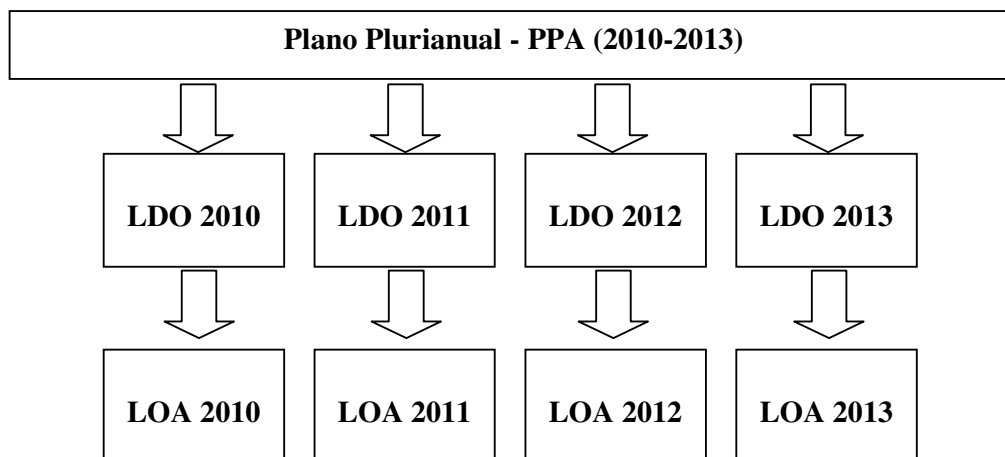 Plano Plurianual - PPA (2010-2013)
LDO 2010
LDO 2011
LDO 2012
LDO 2013
LOA 2010
LOA 2011
LOA 2012
LOA 2013